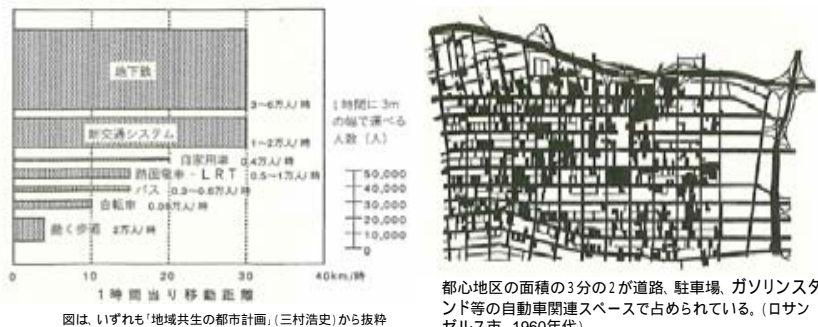 地下鉄
3〜6万人/時
新交通システム
1〜2万人/時
自家用車 0.4万人/時
路面電車・LRT 0.5〜1万人/時
バス 0.3〜0.6万人/時
自転車
動く歩道 2万人/時
1時間に3m
の幅で運べる
人数(人)
50,000
40,000
30,000
20,000
10,000
0
0 10 20 30 40km/時
1時間当り移動距離
図は、いずれも「地域共生の都市計画」(三村浩史)から抜粋
都心地区の面積の3分の2が道路、駐車場、ガソリンスタ
ンド等の自動車関連スペースで占められている。(ロサン
ゼルス市、1960年代)